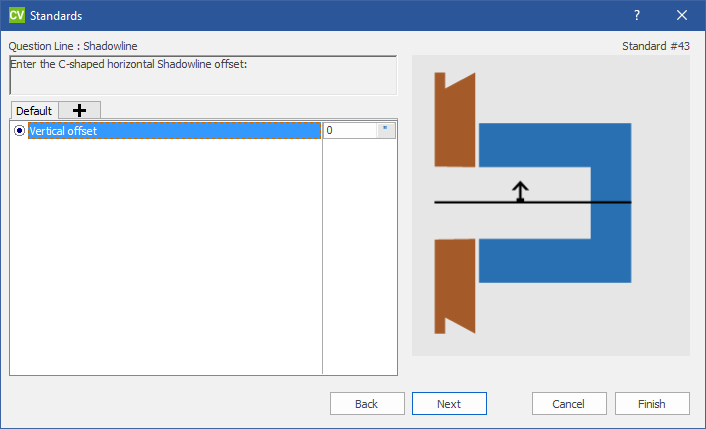 CV Standards ?
Question Line : Shadowline Standard #43
Enter the C-shaped horizontal Shadowline offset:
Default
Vertical offset 0 "
Back Next Cancel Finish